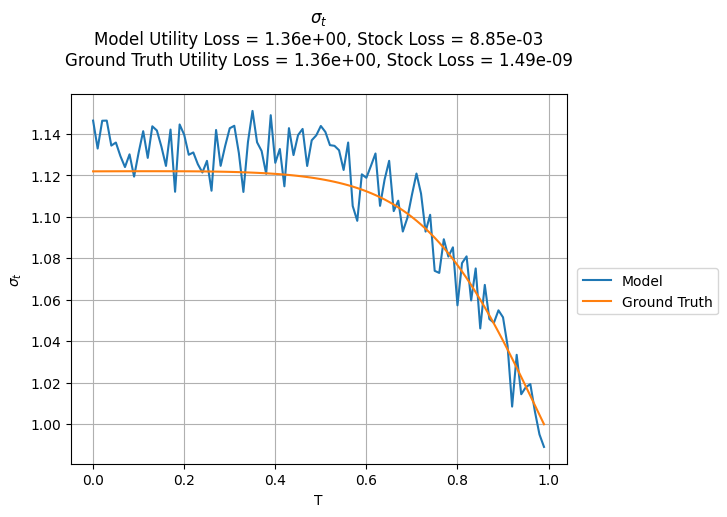 σₜ
Model Utility Loss = 1.36e+00, Stock Loss = 8.85e-03
Ground Truth Utility Loss = 1.36e+00, Stock Loss = 1.49e-09
1.14
1.12
1.10
1.08
1.06
1.04
1.02
1.00
σₜ
0.0 0.2 0.4 0.6 0.8 1.0
T
Model
Ground Truth